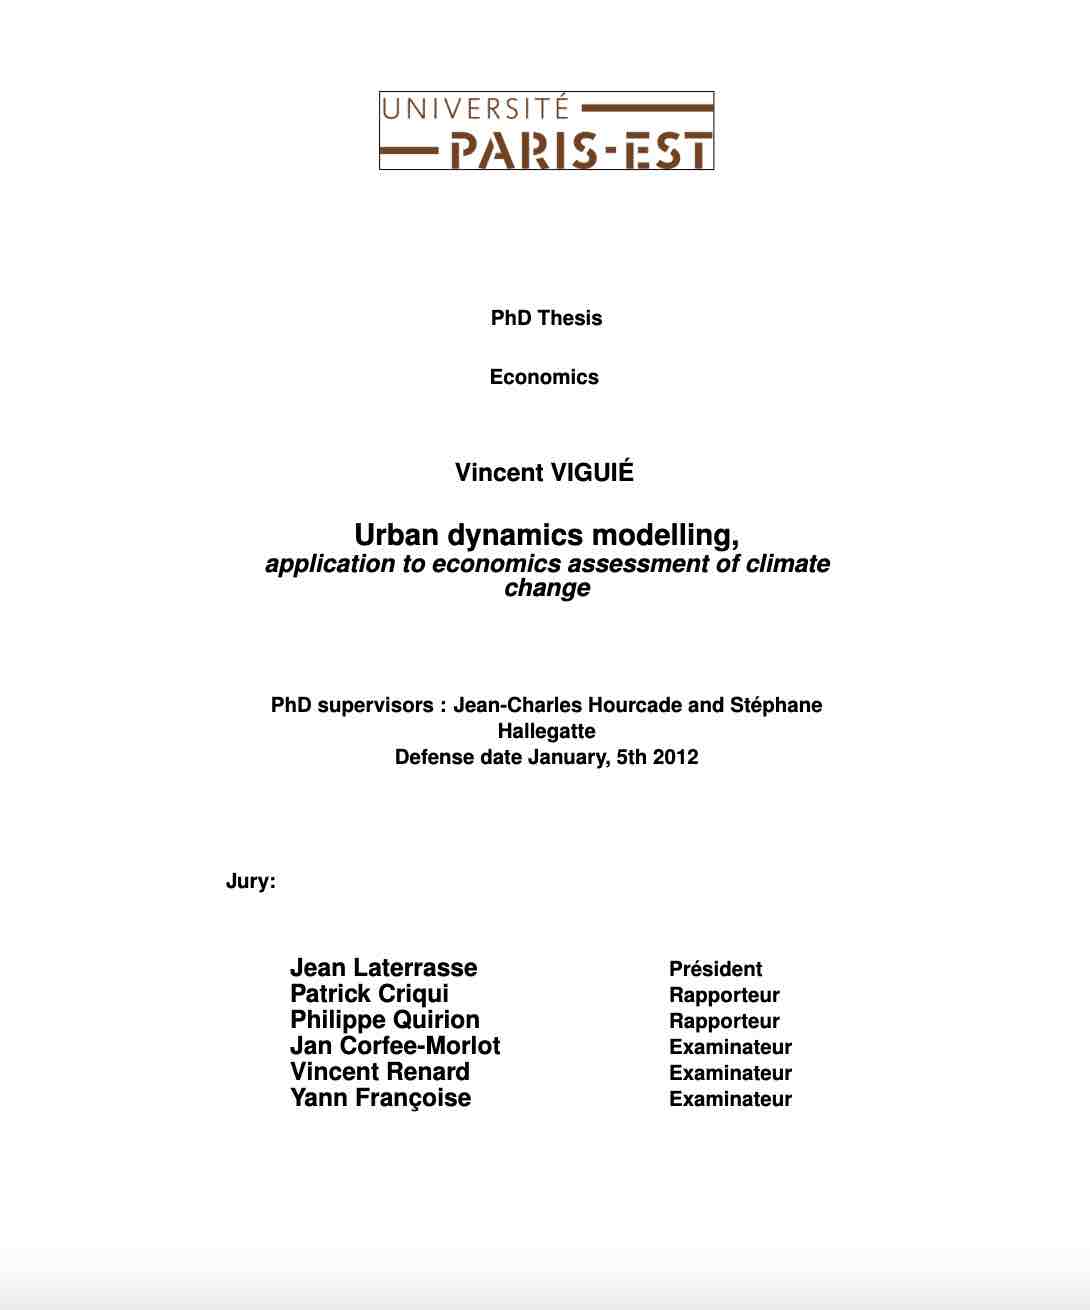 UNIVERSITÉ
PARIS-EST
PhD Thesis
Economics
Vincent VIGUIÉ
Urban dynamics modelling,
application to economics assessment of climate
change
PhD supervisors : Jean-Charles Hourcade and Stéphane
Hallegatte
Defense date January, 5th 2012
Jury:
Jean Laterrasse Président
Patrick Criqui Rapporteur
Philippe Quirion Rapporteur
Jan Corfee-Morlot Examinateur
Vincent Renard Examinateur
Yann Françoise Examinateur